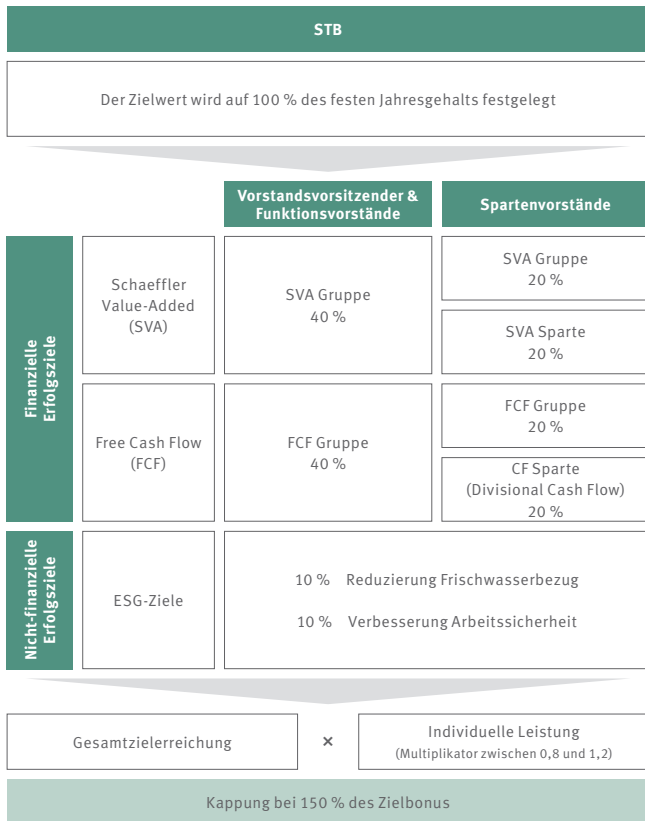 STB
Der Zielwert wird auf 100 % des festen Jahresgehalts festgelegt
Vorstandsvorsitzender &
Funktionsvorstände
Spartenvorstände
Finanzielle
Erfolgsziele
Schaeffler
Value-Added
(SVA)
SVA Gruppe
40 %
SVA Gruppe
20 %
SVA Sparte
20 %
Free Cash Flow
(FCF)
FCF Gruppe
40 %
FCF Gruppe
20 %
CF Sparte
(Divisional Cash Flow)
20 %
Nicht-finanzielle
Erfolgsziele
ESG-Ziele
10 % Reduzierung Frischwasserbezug
10 % Verbesserung Arbeitssicherheit
Gesamtzielerreichung
×
Individuelle Leistung
(Multiplikator zwischen 0,8 und 1,2)
Kappung bei 150 % des Zielbonus